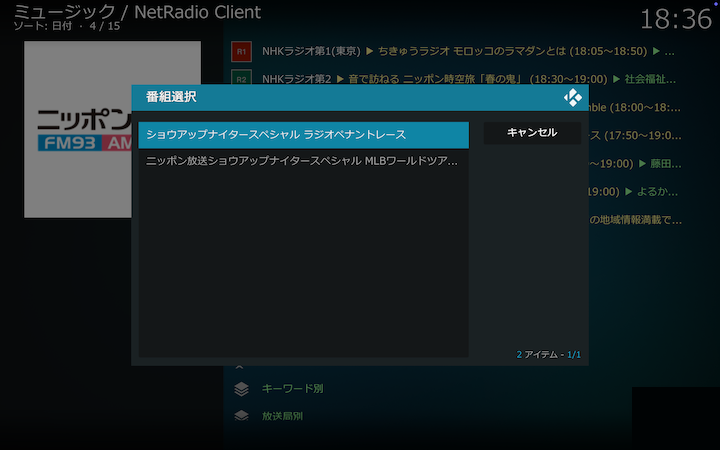 ミュージック / NetRadio Client
ソート: 日付 · 4 / 15
18:36
ニッポン
FM93 AM
R1 NHKラジオ第1(東京) ▶ ちきゅうラジオ モロッコのラマダンとは (18:05〜18:50) ▶ ...
R2 NHKラジオ第2 ▶ 音で訪ねる ニッポン時空旅「春の鬼」 (18:30〜19:00) ▶ 社会福祉...
mble (18:00〜18:...
ス (17:50〜19:0...
〜19:00) ▶ 藤田...
19:00) ▶ よるか...
の地域情報満載で...
番組選択
ショウアップナイタースペシャル ラジオペナントレース
ニッポン放送ショウアップナイタースペシャル MLBワールドツア...
キャンセル
2 アイテム - 1/1
キーワード別
放送局別